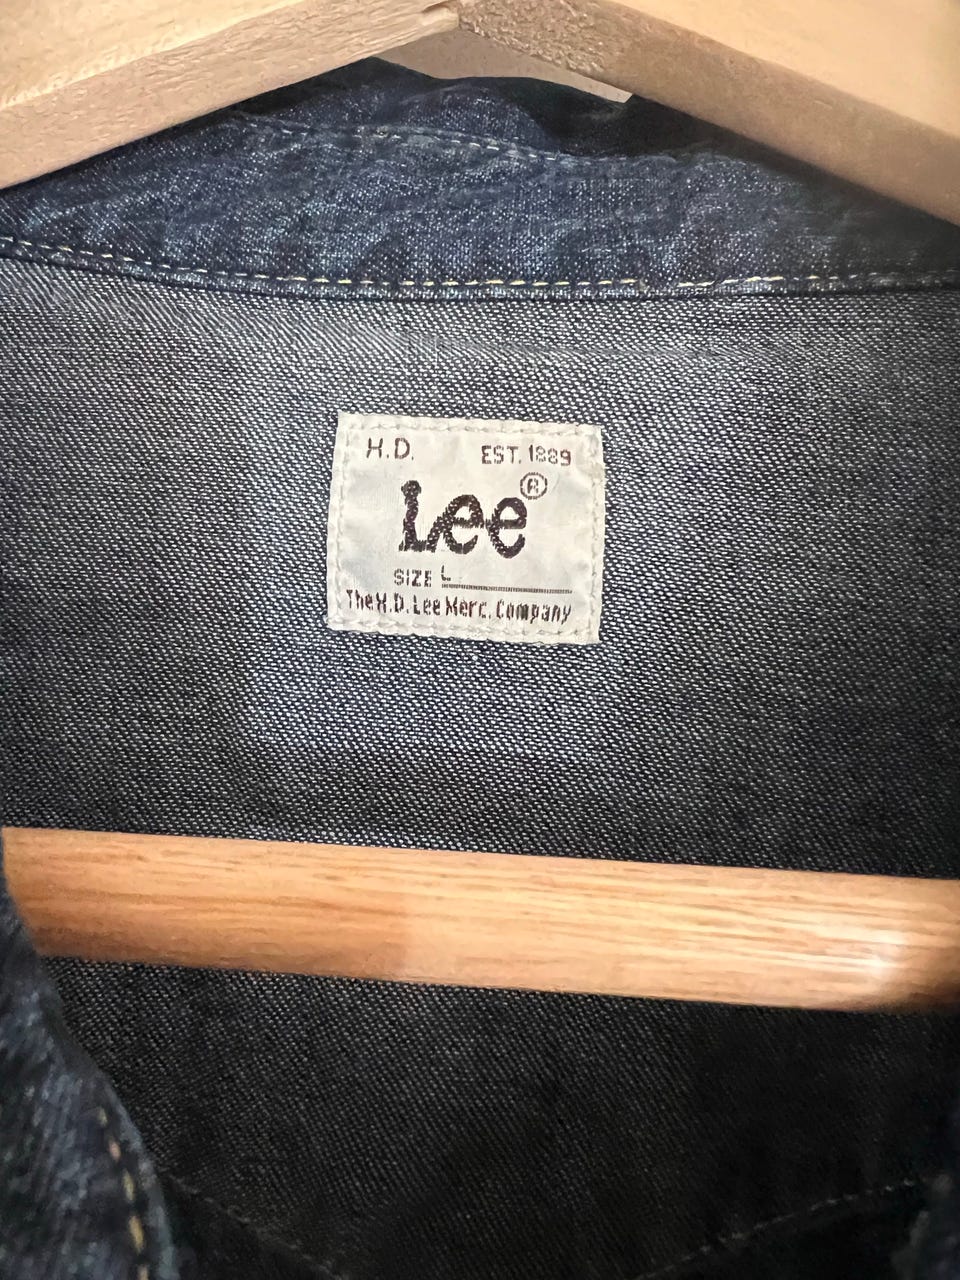 H.D. EST. 1889
Lee®
SIZE L
The H.D. Lee Merc. Company